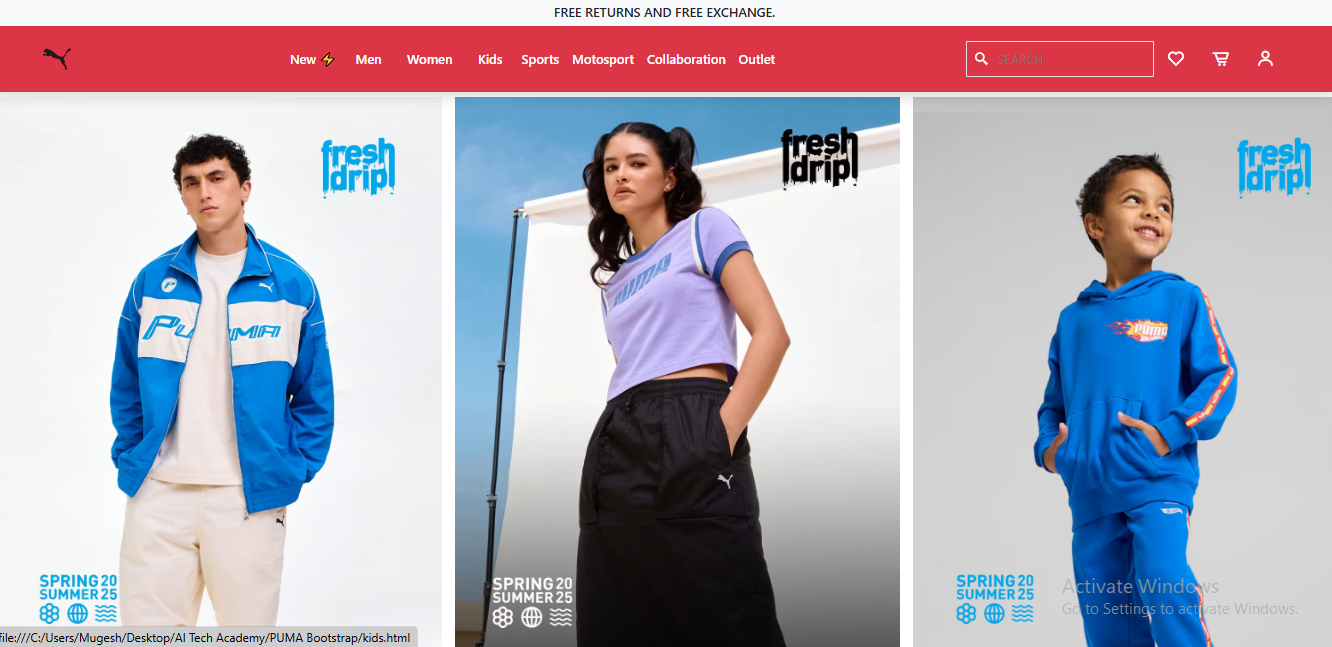 FREE RETURNS AND FREE EXCHANGE.
New⚡ Men Women Kids Sports Motosport Collaboration Outlet
SEARCH
fresh
drip!
PUMA
SPRING 20
SUMMER 25
fresh
drip!
PUMA
SPRING 20
SUMMER 25
fresh
drip!
PUMA
SPRING 20
SUMMER 25
Activate Windows
Go to Settings to activate Windows.
file:///C:/Users/Mugesh/Desktop/AI Tech Academy/PUMA Bootstrap/kids.html